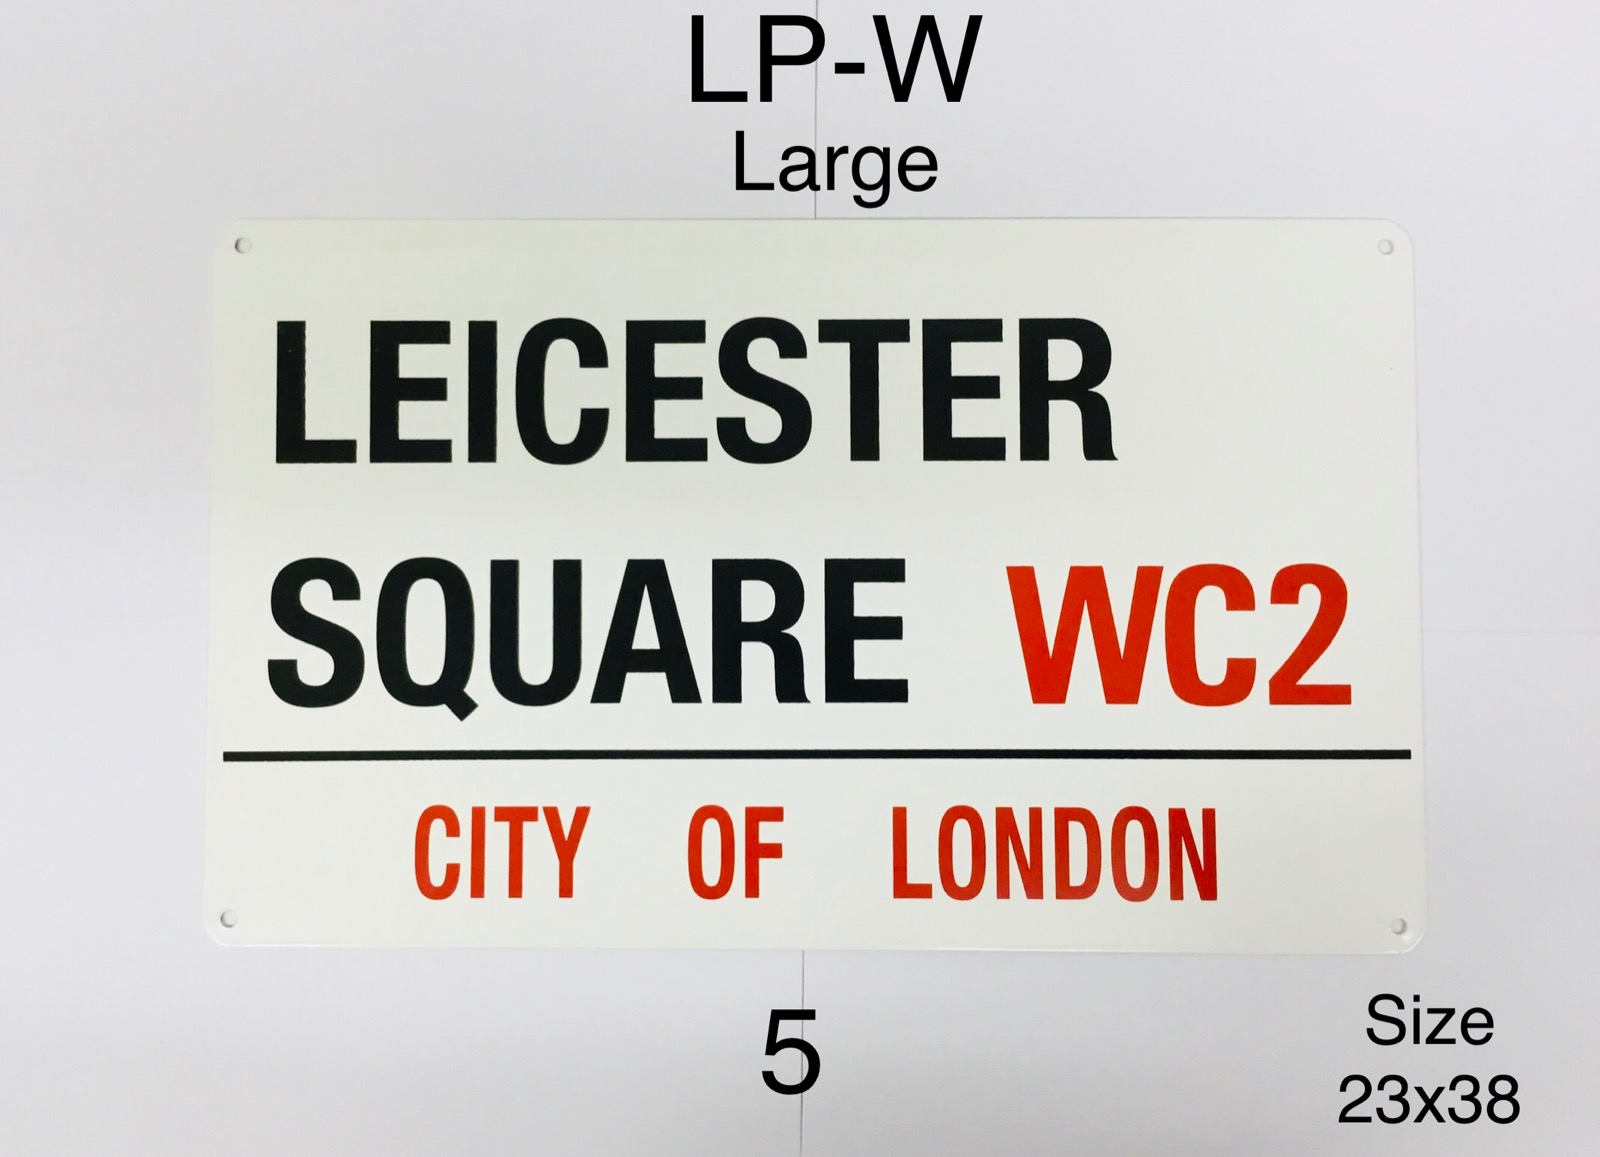 LP-W
Large
LEICESTER
SQUARE WC2
CITY OF LONDON
5
Size
23x38